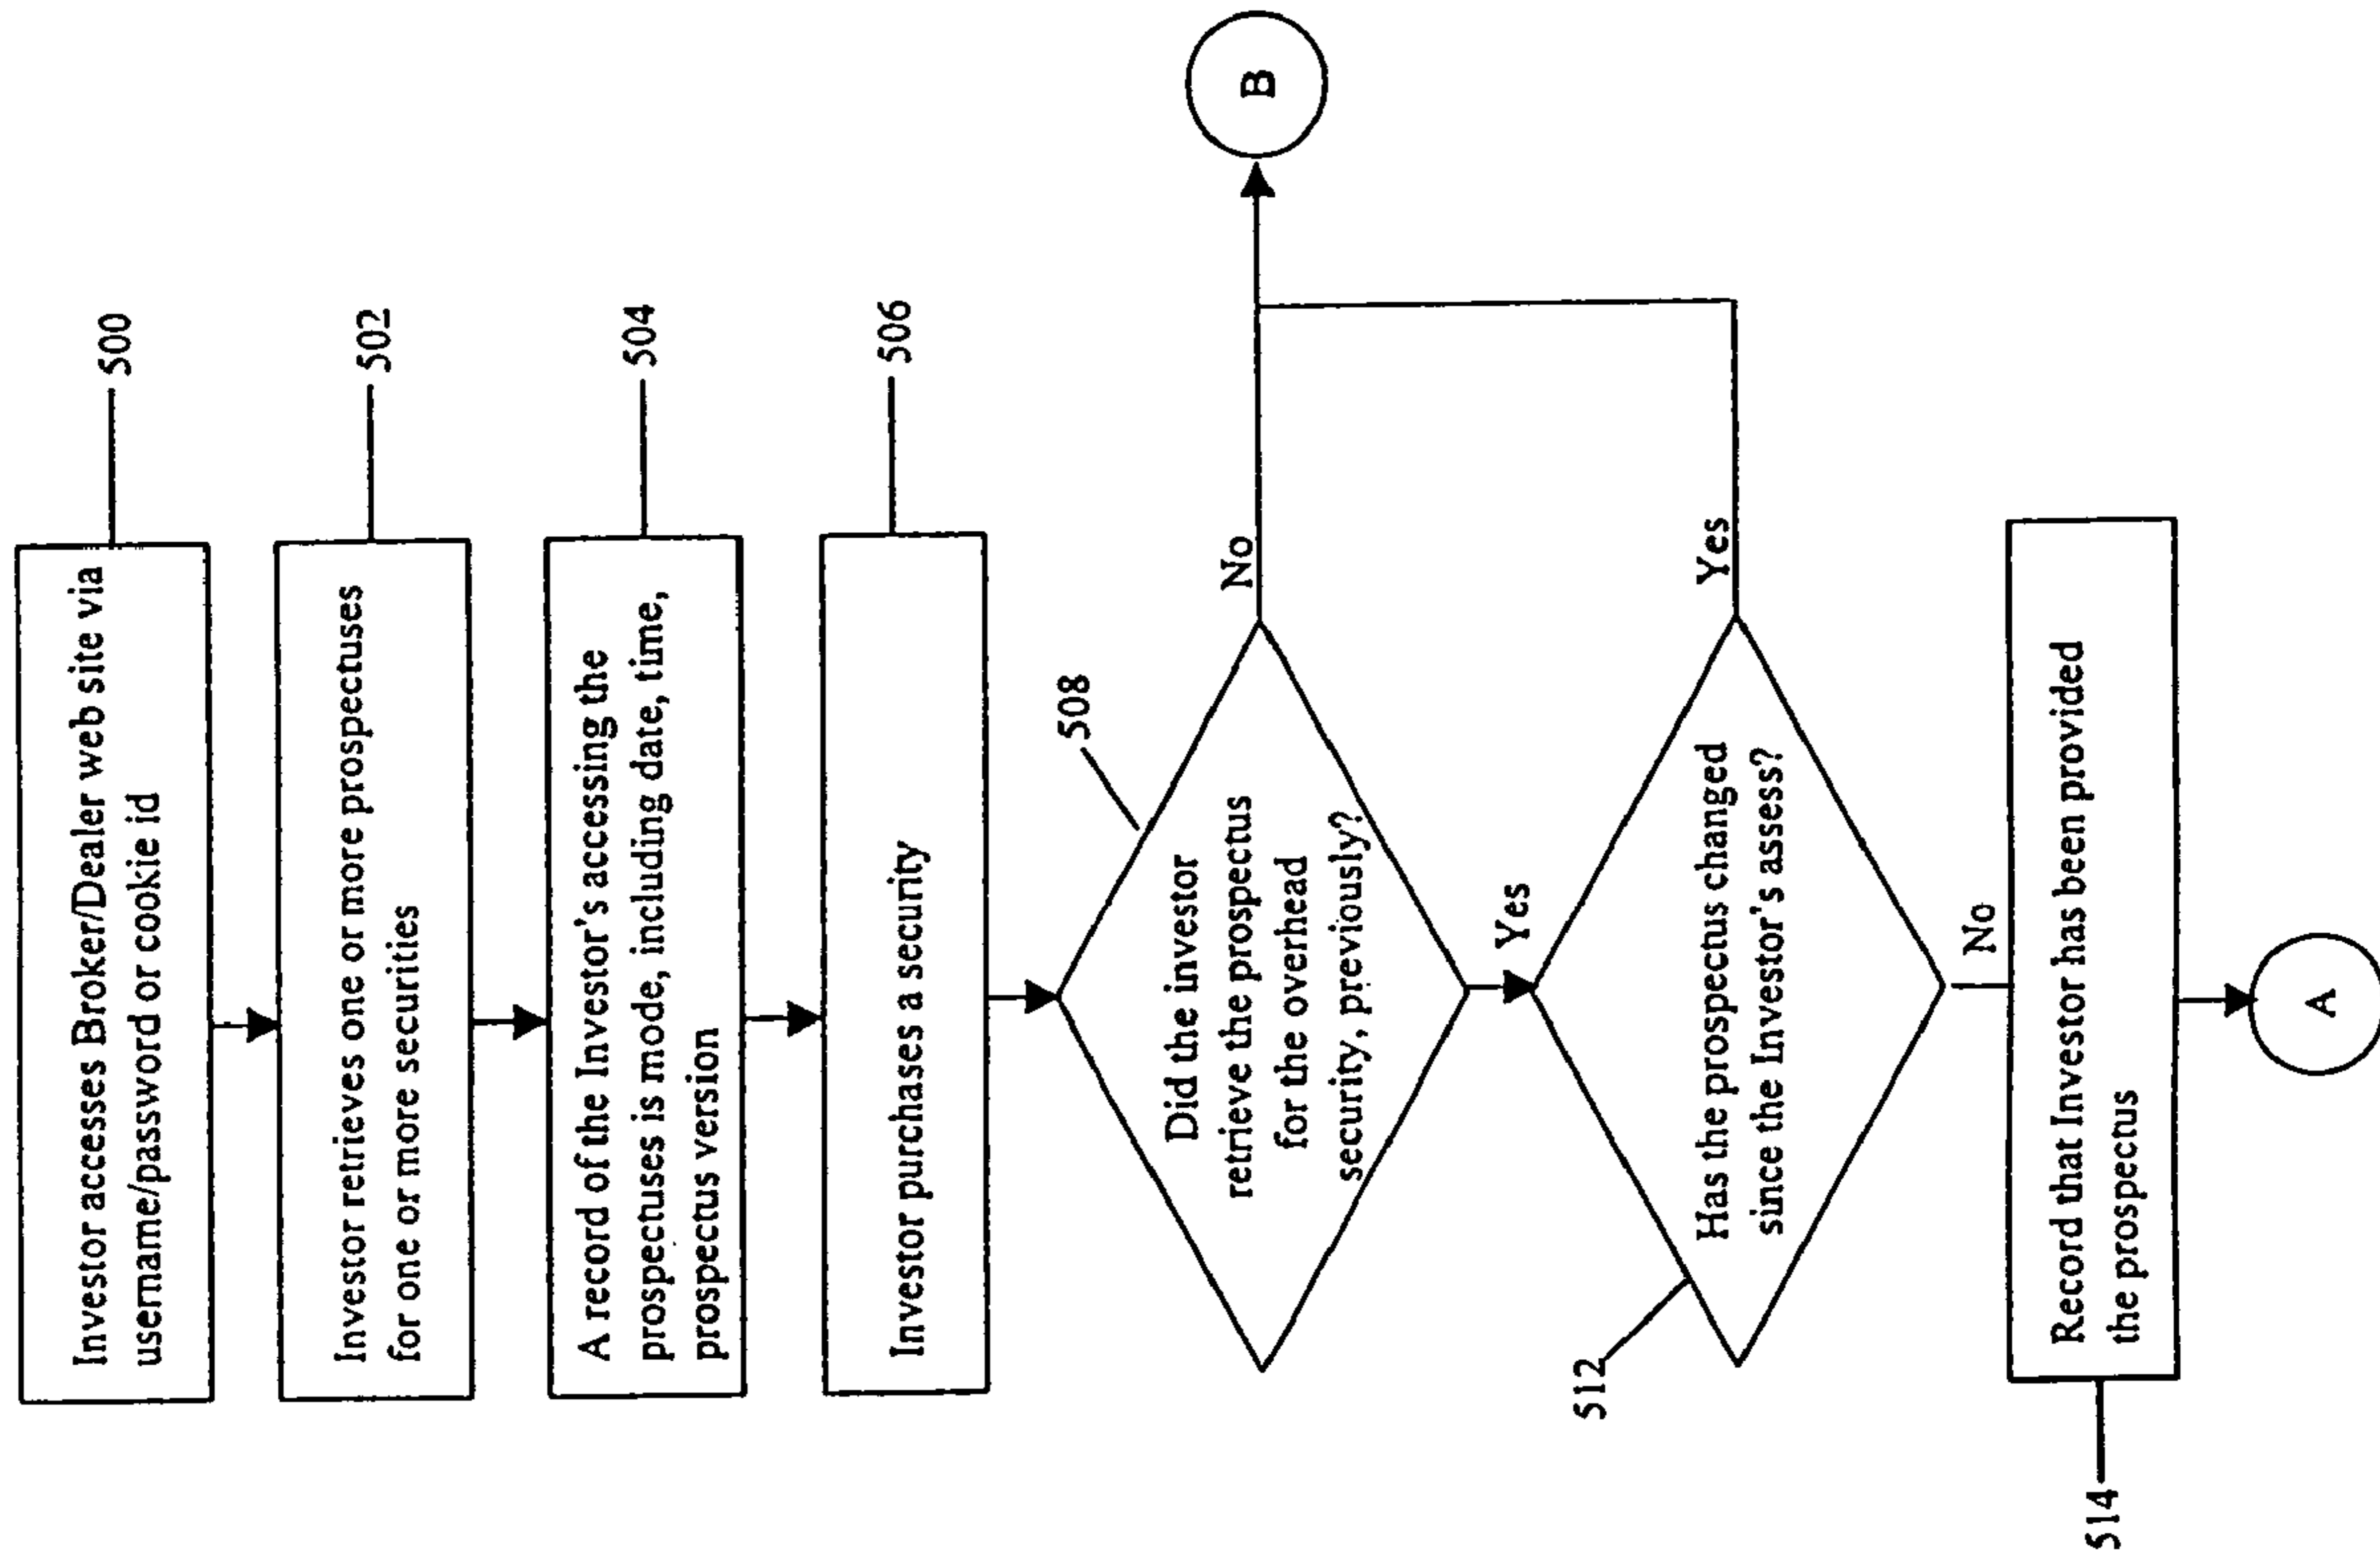 Investor accesses Broker/Dealer web site via
username/password or cookie id
500
Investor retrieves one or more prospectuses
for one or more securities
502
A record of the Investor's accessing the
prospectuses is mode, including date, time,
prospectus version
504
Investor purchases a security
506
508
Did the investor
retrieve the prospectus
for the overhead
security, previously?
No
B
Yes
512
Has the prospectus changed
since the Investor's assess?
Yes
No
514
Record that Investor has been provided
the prospectus
A